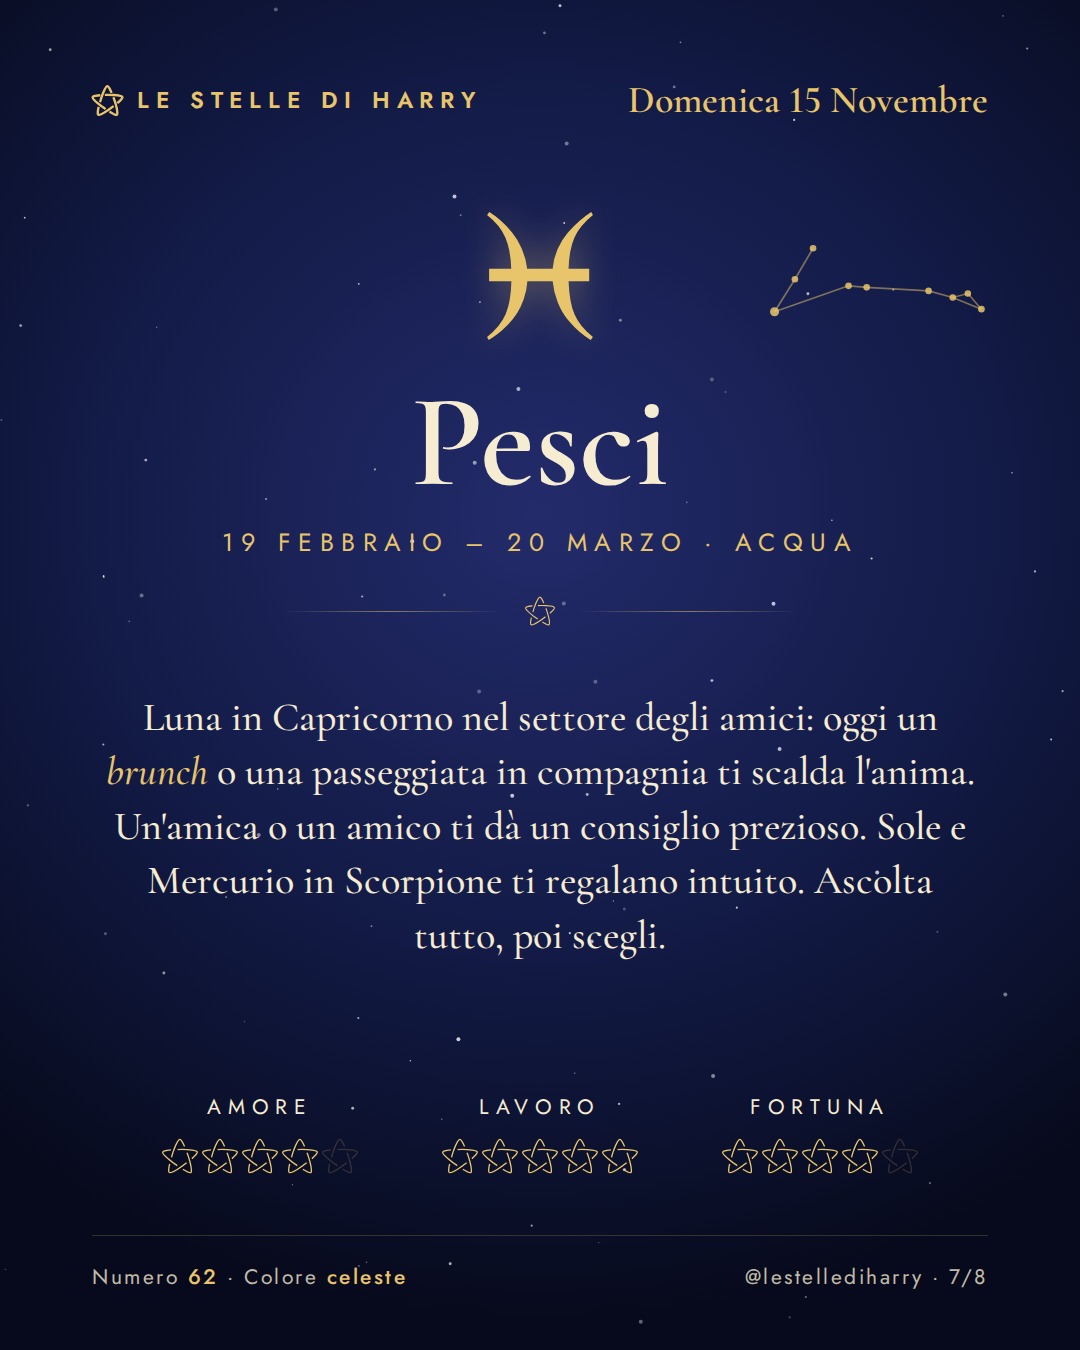 LE STELLE DI HARRY
Domenica 15 Novembre
Pesci
19 FEBBRAIO — 20 MARZO · ACQUA
Luna in Capricorno nel settore degli amici: oggi un
brunch o una passeggiata in compagnia ti scalda l'anima.
Un'amica o un amico ti dà un consiglio prezioso. Sole e
Mercurio in Scorpione ti regalano intuito. Ascolta
tutto, poi scegli.
AMORE
LAVORO
FORTUNA
Numero 62 · Colore celeste
@lestellediharry · 7/8